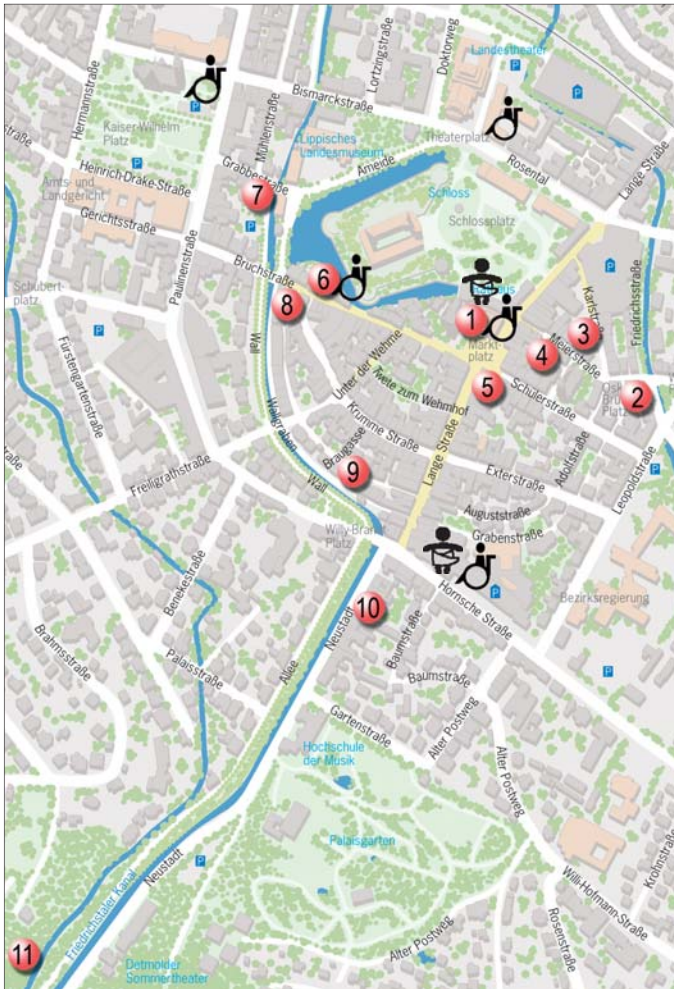 Landestheater
Doktorweg
Lortzingstraße
Hermannstraße
Bismarckstraße
Kaiser-Wilhelm
Platz
Mühlenstraße
Theaterplatz
Lippisches
Landesmuseum
Rosental
Lange Straße
Ameide
Heinrich-Drake-Straße
Grabbestraße
Schloss
Schlossplatz
Amts- und
Landgericht
Gerichtsstraße
7
Paulinenstraße
Bruchstraße
6
8
Schubert-
platz
1
Markt-
platz
Karlstraße
Friedrichsstraße
3
4
Meierstraße
Fürstengartenstraße
Wall
Unter der Wehme
Twete zum Wehmhof
5
Schülerstraße
2
Platz
Krumme Straße
Wallgraben
Braugasse
Lange Straße
Exterstraße
Adolfstraße
Leopoldstraße
9
Freiligrathstraße
Wall
Auguststraße
Grabenstraße
Willy-Brandt
Platz
Hornsche Straße
Bezirksregierung
Benekestraße
10
Neustadt
Baumstraße
Brahmsstraße
Palaisstraße
Allee
Baumstraße
Gartenstraße
Alter Postweg
Hochschule
der Musik
Alter Postweg
Palaisgarten
Neustadt
Friedrichstaler Kanal
Krohnstraße
Willi-Hofmann-Straße
Rosenstraße
Alter Postweg
11
Detmolder
Sommertheater